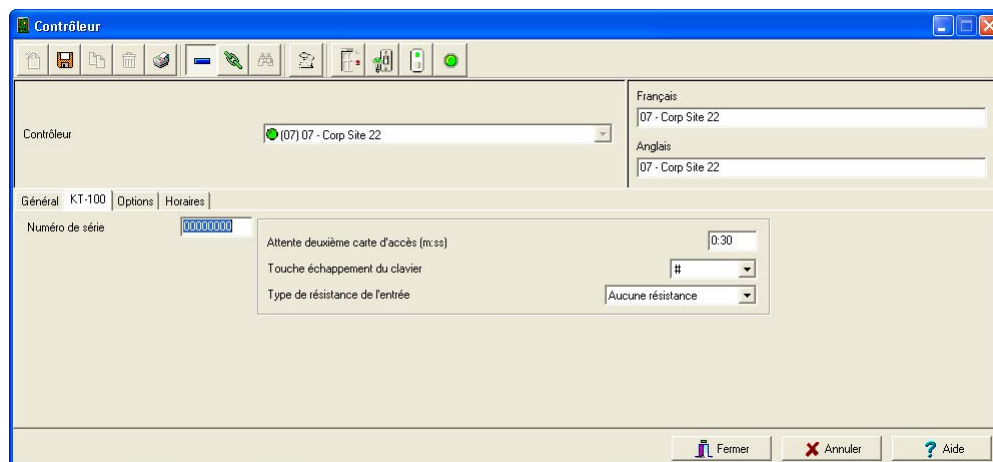 Contrôleur
Français
07 - Corp Site 22
Contrôleur
(07) 07 - Corp Site 22
Anglais
07 - Corp Site 22
Général KT-100 Options Horaires
Numéro de série 00000000
Attente deuxième carte d'accès (m:ss) 0:30
Touche échappement du clavier #
Type de résistance de l'entrée Aucune résistance
Fermer Annuler ? Aide